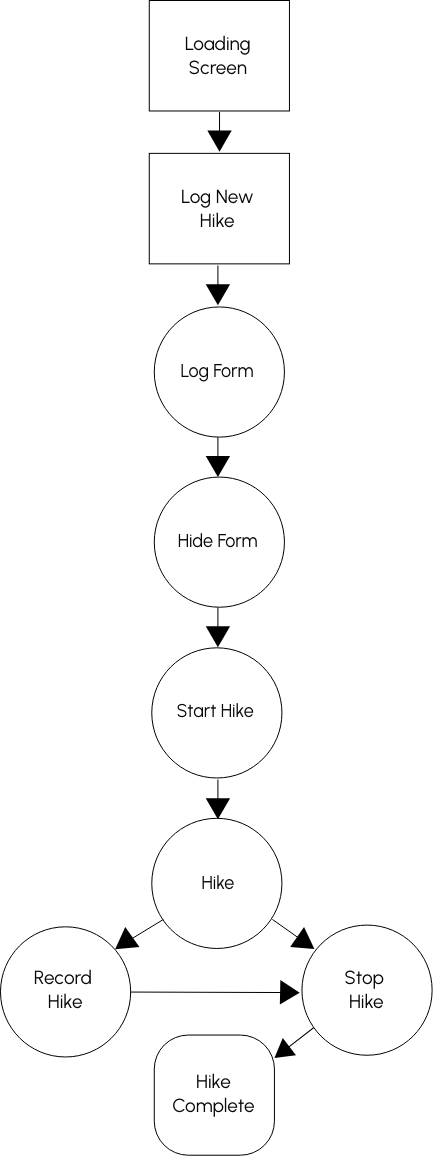 Loading
Screen
Log New
Hike
Log Form
Hide Form
Start Hike
Hike
Record
Hike
Stop
Hike
Hike
Complete